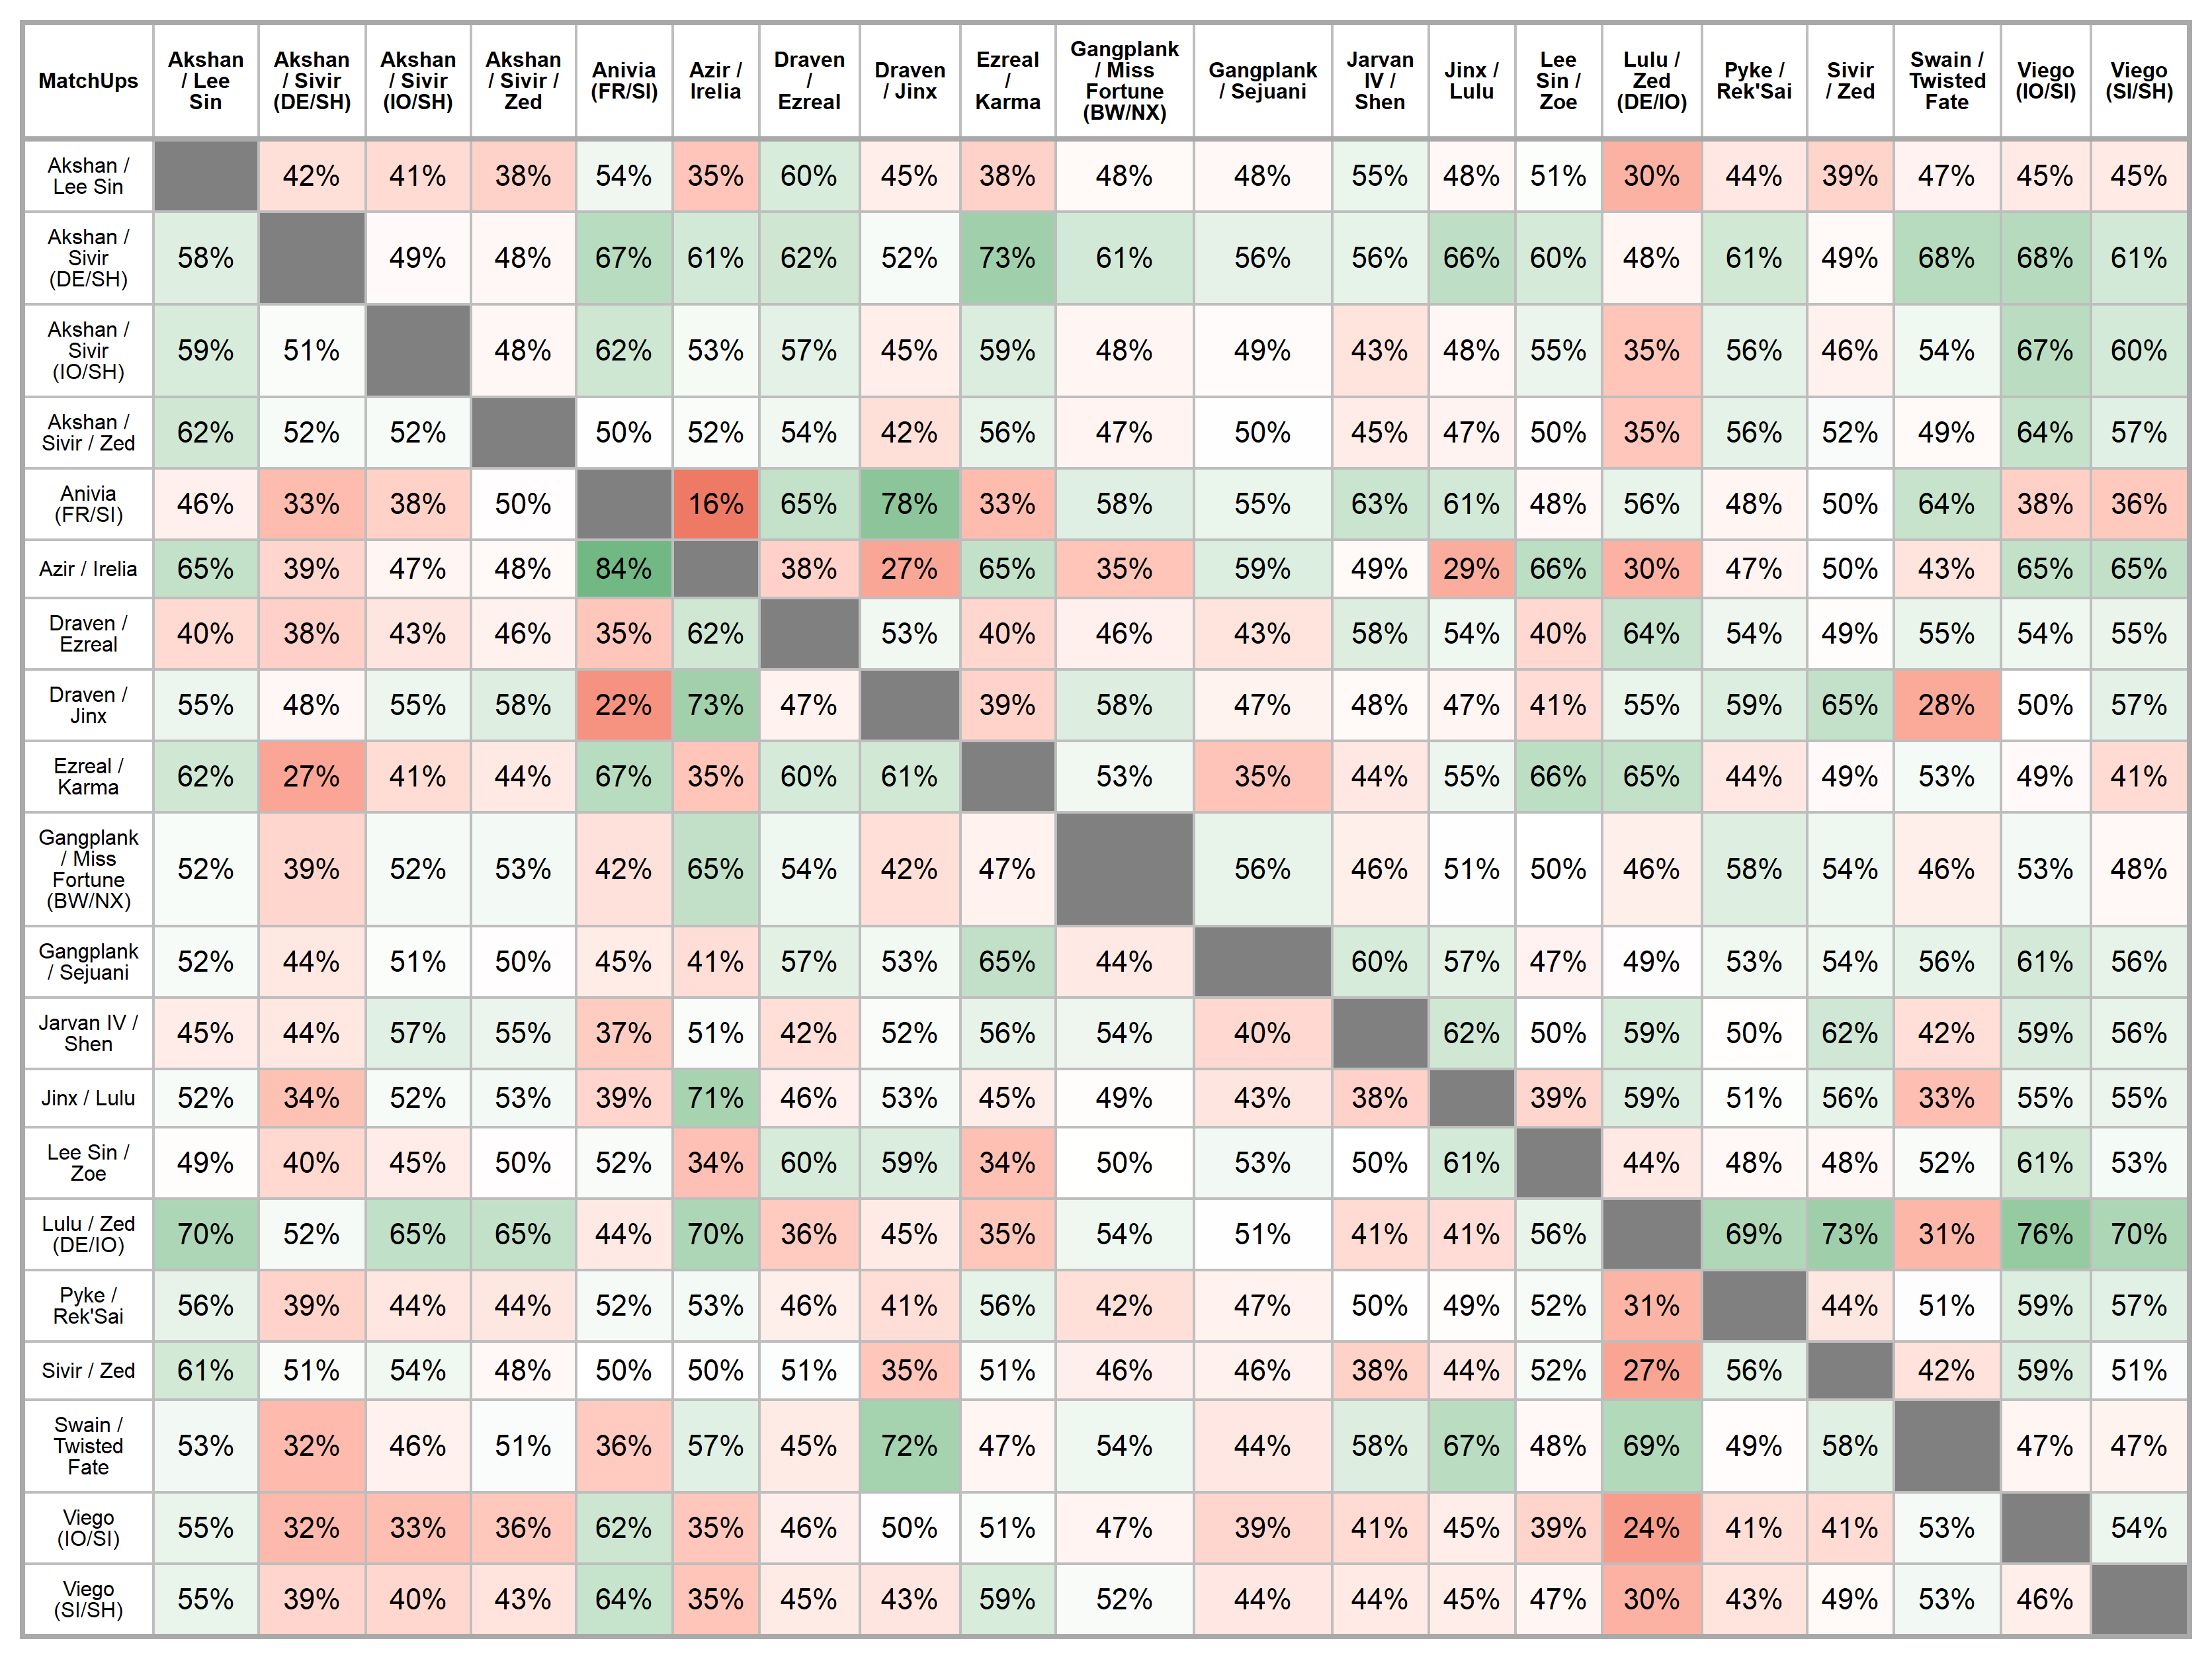 MatchUps Akshan / Lee Sin Akshan / Sivir (DE/SH) Akshan / Sivir (IO/SH) Akshan / Sivir / Zed Anivia (FR/SI) Azir / Irelia Draven / Ezreal Draven / Jinx Ezreal / Karma Gangplank / Miss Fortune (BW/NX) Gangplank / Sejuani Jarvan IV / Shen Jinx / Lulu Lee Sin / Zoe Lulu / Zed (DE/IO) Pyke / Rek'Sai Sivir / Zed Swain / Twisted Fate Viego (IO/SI) Viego (SI/SH)
Akshan / Lee Sin 42% 41% 38% 54% 35% 60% 45% 38% 48% 48% 55% 48% 51% 30% 44% 39% 47% 45% 45%
Akshan / Sivir (DE/SH) 58% 49% 48% 67% 61% 62% 52% 73% 61% 56% 56% 66% 60% 48% 61% 49% 68% 68% 61%
Akshan / Sivir (IO/SH) 59% 51% 48% 62% 53% 57% 45% 59% 48% 49% 43% 48% 55% 35% 56% 46% 54% 67% 60%
Akshan / Sivir / Zed 62% 52% 52% 50% 52% 54% 42% 56% 47% 50% 45% 47% 50% 35% 56% 52% 49% 64% 57%
Anivia (FR/SI) 46% 33% 38% 50% 16% 65% 78% 33% 58% 55% 63% 61% 48% 56% 48% 50% 64% 38% 36%
Azir / Irelia 65% 39% 47% 48% 84% 38% 27% 65% 35% 59% 49% 29% 66% 30% 47% 50% 43% 65% 65%
Draven / Ezreal 40% 38% 43% 46% 35% 62% 53% 40% 46% 43% 58% 54% 40% 64% 54% 49% 55% 54% 55%
Draven / Jinx 55% 48% 55% 58% 22% 73% 47% 39% 58% 47% 48% 47% 41% 55% 59% 65% 28% 50% 57%
Ezreal / Karma 62% 27% 41% 44% 67% 35% 60% 61% 53% 35% 44% 55% 66% 65% 44% 49% 53% 49% 41%
Gangplank / Miss Fortune (BW/NX) 52% 39% 52% 53% 42% 65% 54% 42% 47% 56% 46% 51% 50% 46% 58% 54% 46% 53% 48%
Gangplank / Sejuani 52% 44% 51% 50% 45% 41% 57% 53% 65% 44% 60% 57% 47% 49% 53% 54% 56% 61% 56%
Jarvan IV / Shen 45% 44% 57% 55% 37% 51% 42% 52% 56% 54% 40% 62% 50% 59% 50% 62% 42% 59% 56%
Jinx / Lulu 52% 34% 52% 53% 39% 71% 46% 53% 45% 49% 43% 38% 39% 59% 51% 56% 33% 55% 55%
Lee Sin / Zoe 49% 40% 45% 50% 52% 34% 60% 59% 34% 50% 53% 50% 61% 44% 48% 48% 52% 61% 53%
Lulu / Zed (DE/IO) 70% 52% 65% 65% 44% 70% 36% 45% 35% 54% 51% 41% 41% 56% 69% 73% 31% 76% 70%
Pyke / Rek'Sai 56% 39% 44% 44% 52% 53% 46% 41% 56% 42% 47% 50% 49% 52% 31% 44% 51% 59% 57%
Sivir / Zed 61% 51% 54% 48% 50% 50% 51% 35% 51% 46% 46% 38% 44% 52% 27% 56% 42% 59% 51%
Swain / Twisted Fate 53% 32% 46% 51% 36% 57% 45% 72% 47% 54% 44% 58% 67% 48% 69% 49% 58% 47% 47%
Viego (IO/SI) 55% 32% 33% 36% 62% 35% 46% 50% 51% 47% 39% 41% 45% 39% 24% 41% 41% 53% 54%
Viego (SI/SH) 55% 39% 40% 43% 64% 35% 45% 43% 59% 52% 44% 44% 45% 47% 30% 43% 49% 53% 46%